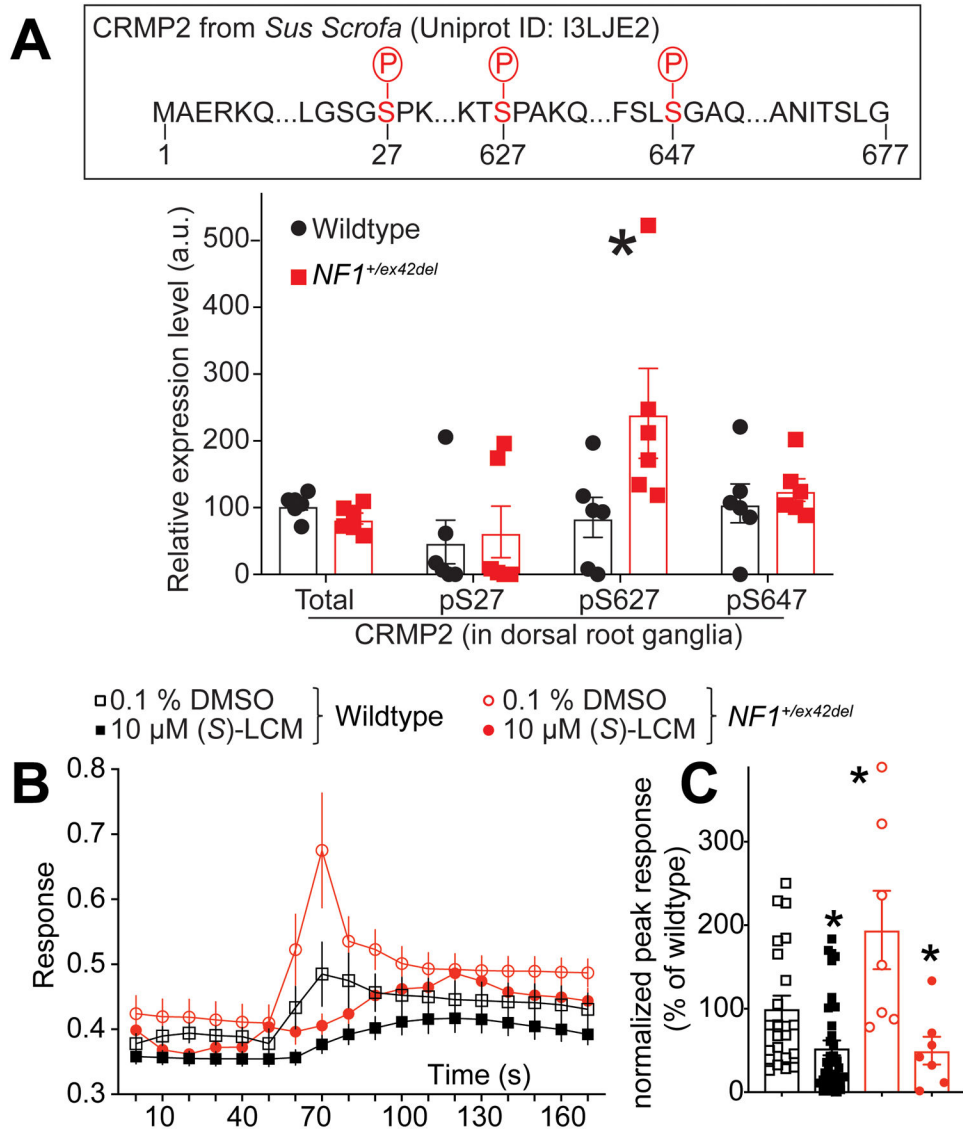 A
CRMP2 from Sus Scrofa (Uniprot ID: I3LJE2)
P P P
MAERKQ...LGSGSPK...KTSPAKQ...FSLSGAQ...ANITSLG
1 27 627 647 677
Relative expression level (a.u.)
500
400
300
200
100
0
Wildtype
NF1+/ex42del
*
Total pS27 pS627 pS647
CRMP2 (in dorsal root ganglia)
0.1 % DMSO
10 µM (S)-LCM
Wildtype
0.1 % DMSO
10 µM (S)-LCM
NF1+/ex42del
B
Response
0.8
0.7
0.6
0.5
0.4
0.3
Time (s)
10 40 70 100 130 160
C
normalized peak response
(% of wildtype)
300
200
100
0
* * *